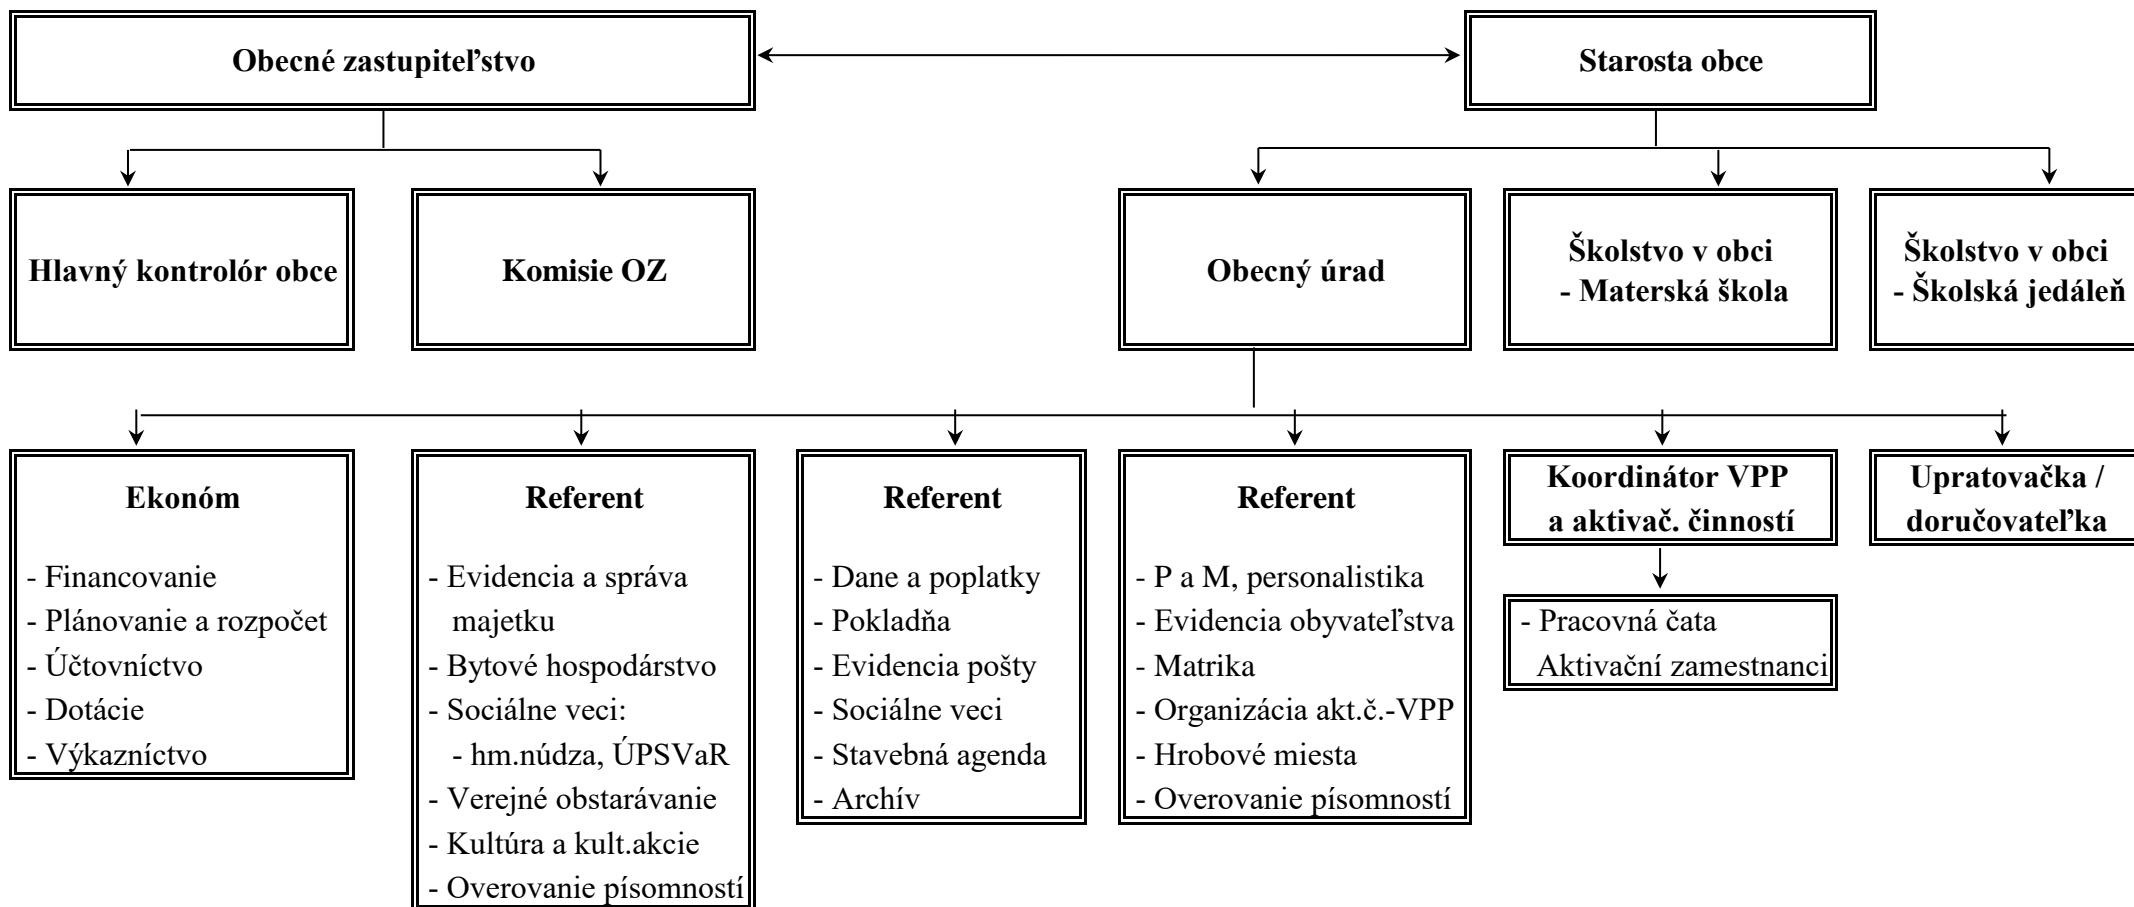 Obecné zastupiteľstvo
Starosta obce
Hlavný kontrolór obce
Komisie OZ
Obecný úrad
Školstvo v obci
- Materská škola
Školstvo v obci
- Školská jedáleň
Ekonóm
- Financovanie
- Plánovanie a rozpočet
- Účtovníctvo
- Dotácie
- Výkazníctvo
Referent
- Evidencia a správa
majetku
- Bytové hospodárstvo
- Sociálne veci:
- hm.núdza, ÚPSVaR
- Verejné obstarávanie
- Kultúra a kult.akcie
- Overovanie písomností
Referent
- Dane a poplatky
- Pokladňa
- Evidencia pošty
- Sociálne veci
- Stavebná agenda
- Archív
Referent
- P a M, personalistika
- Evidencia obyvateľstva
- Matrika
- Organizácia akt.č.-VPP
- Hrobové miesta
- Overovanie písomností
Koordinátor VPP
a aktivač. činností
- Pracovná čata
Aktivační zamestnanci
Upratovačka /
doručovateľka